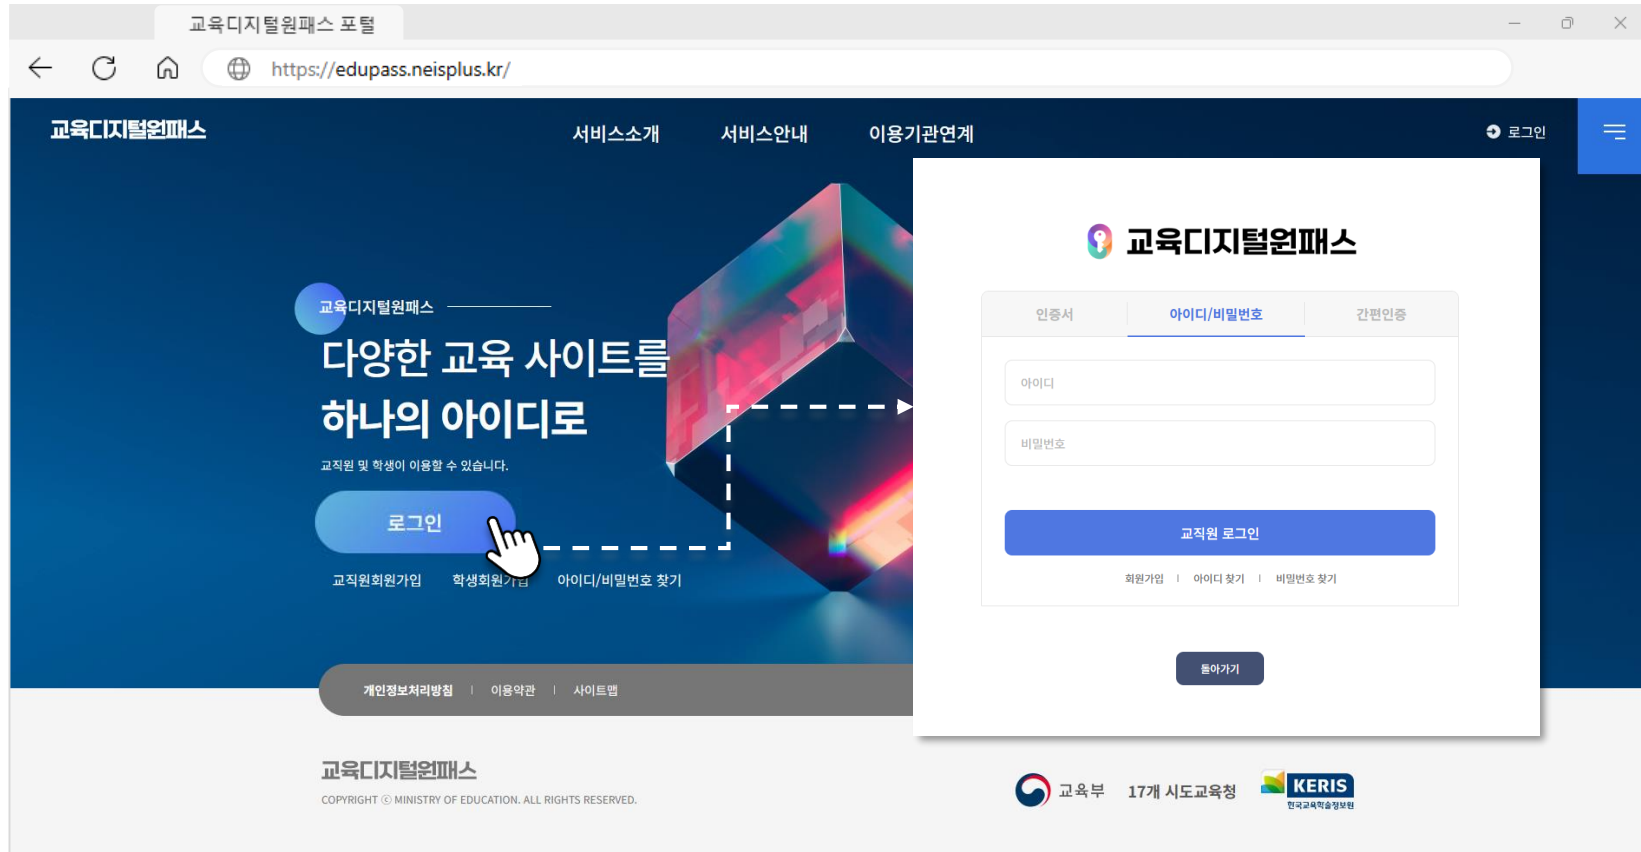 교육디지털원패스 포털
https://edupass.neisplus.kr/
교육디지털원패스
서비스소개
서비스안내
이용기관연계
로그인
교육디지털원패스
다양한 교육 사이트를
하나의 아이디로
교직원 및 학생이 이용할 수 있습니다.
로그인
교직원회원가입
학생회원가입
아이디/비밀번호 찾기
교육디지털원패스
인증서
아이디/비밀번호
간편인증
아이디
비밀번호
교직원 로그인
회원가입 | 아이디 찾기 | 비밀번호 찾기
돌아가기
개인정보처리방침 | 이용약관 | 사이트맵
교육디지털원패스
COPYRIGHT ⓒ MINISTRY OF EDUCATION. ALL RIGHTS RESERVED.
교육부
17개 시도교육청
KERIS
한국교육학술정보원